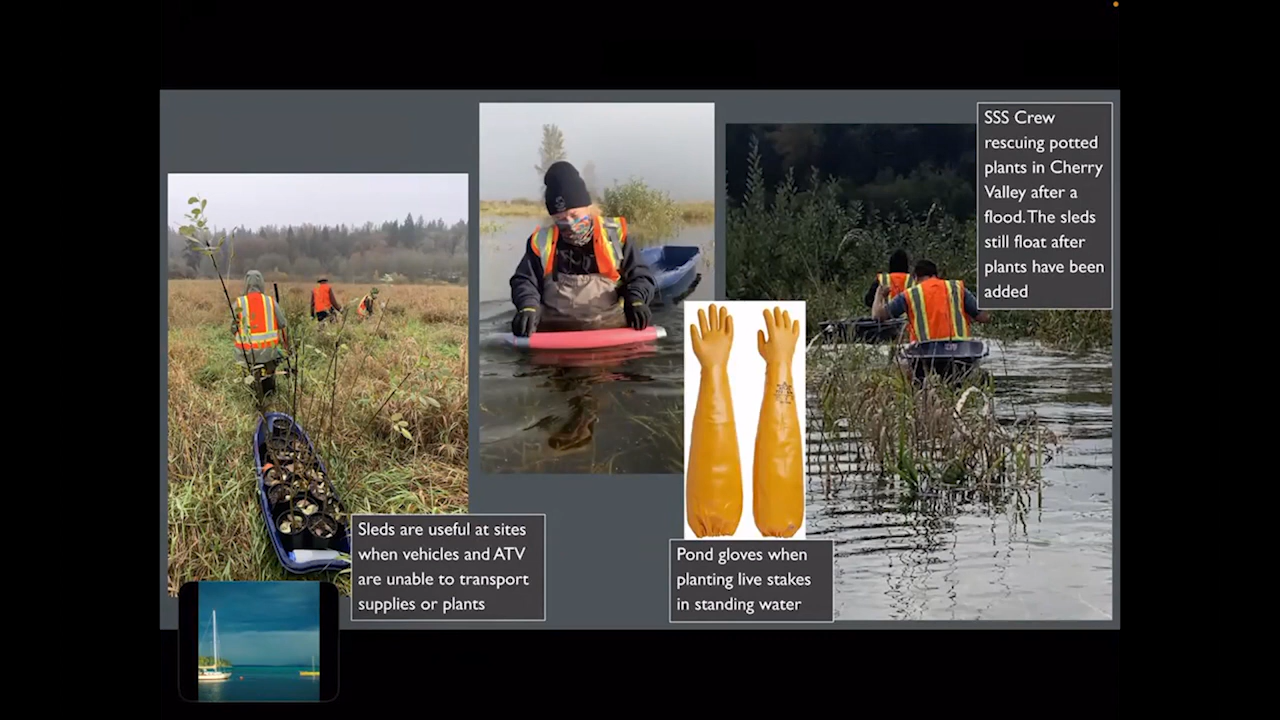 SSS Crew
rescuing potted
plants in Cherry
Valley after a
flood. The sleds
still float after
plants have been
added
Sleds are useful at sites
when vehicles and ATV
are unable to transport
supplies or plants
Pond gloves when
planting live stakes
in standing water